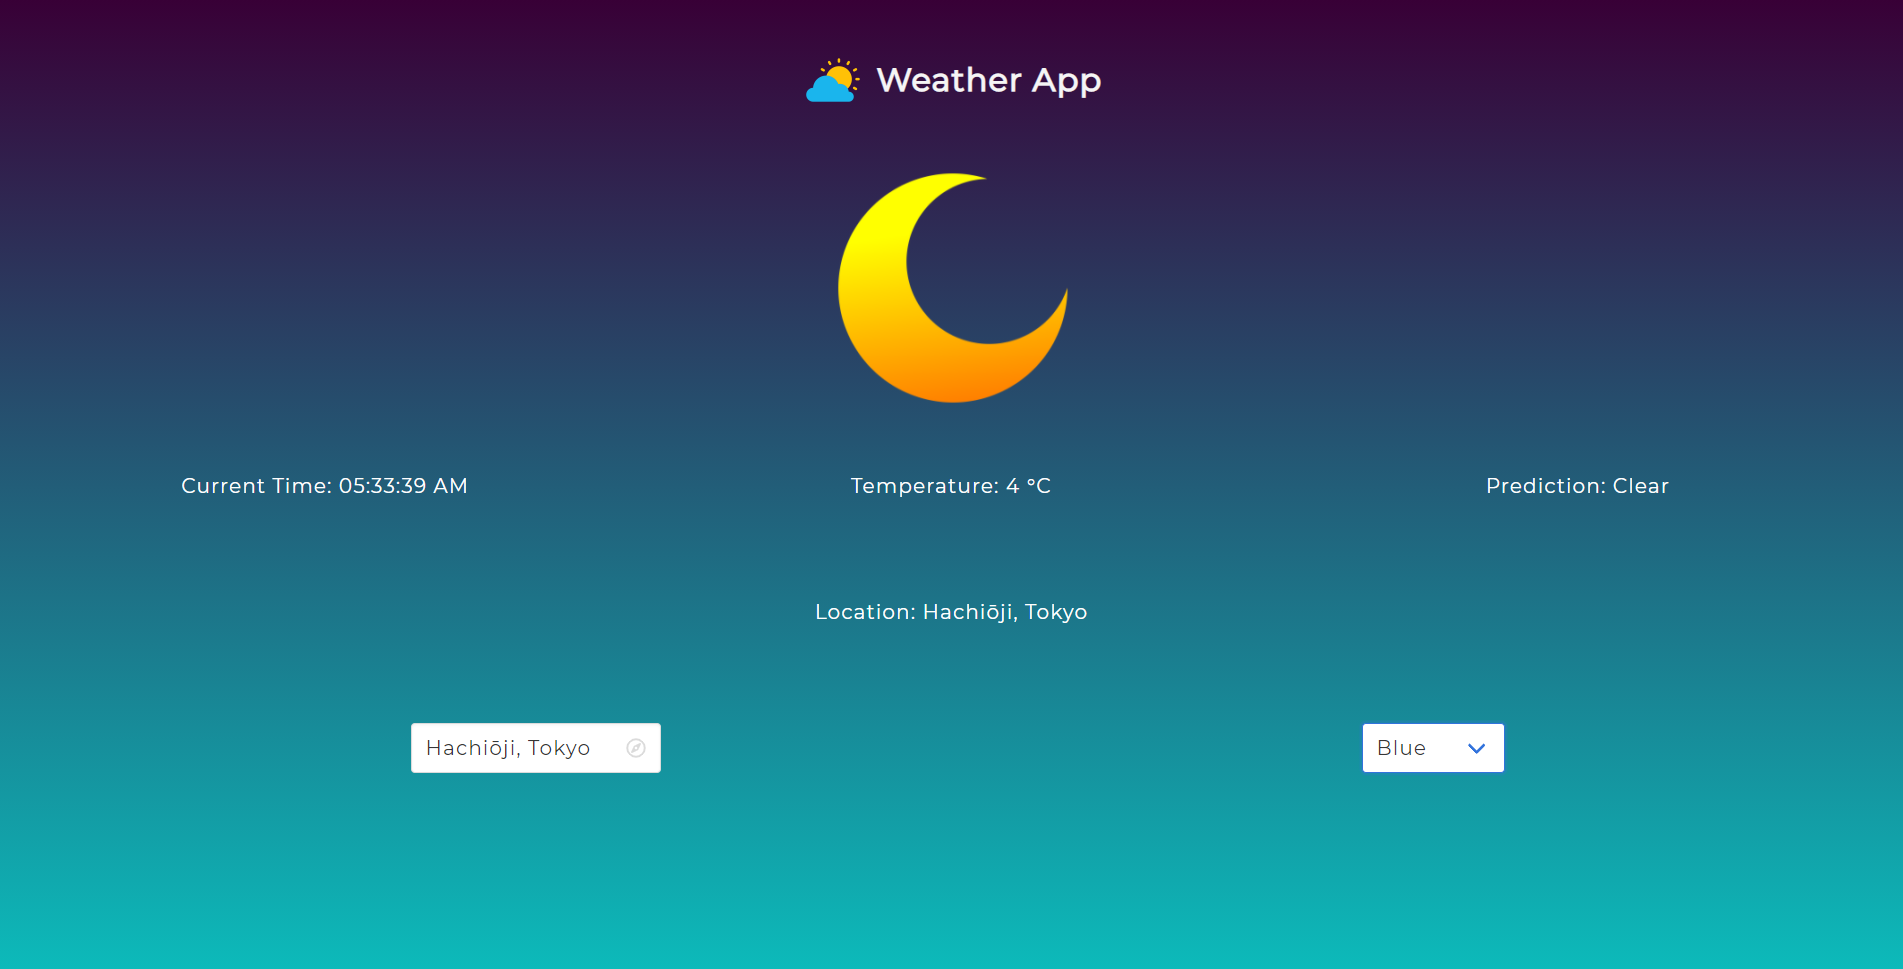 Weather App
Current Time: 05:33:39 AM
Temperature: 4 °C
Prediction: Clear
Location: Hachiōji, Tokyo
Hachiōji, Tokyo
Blue